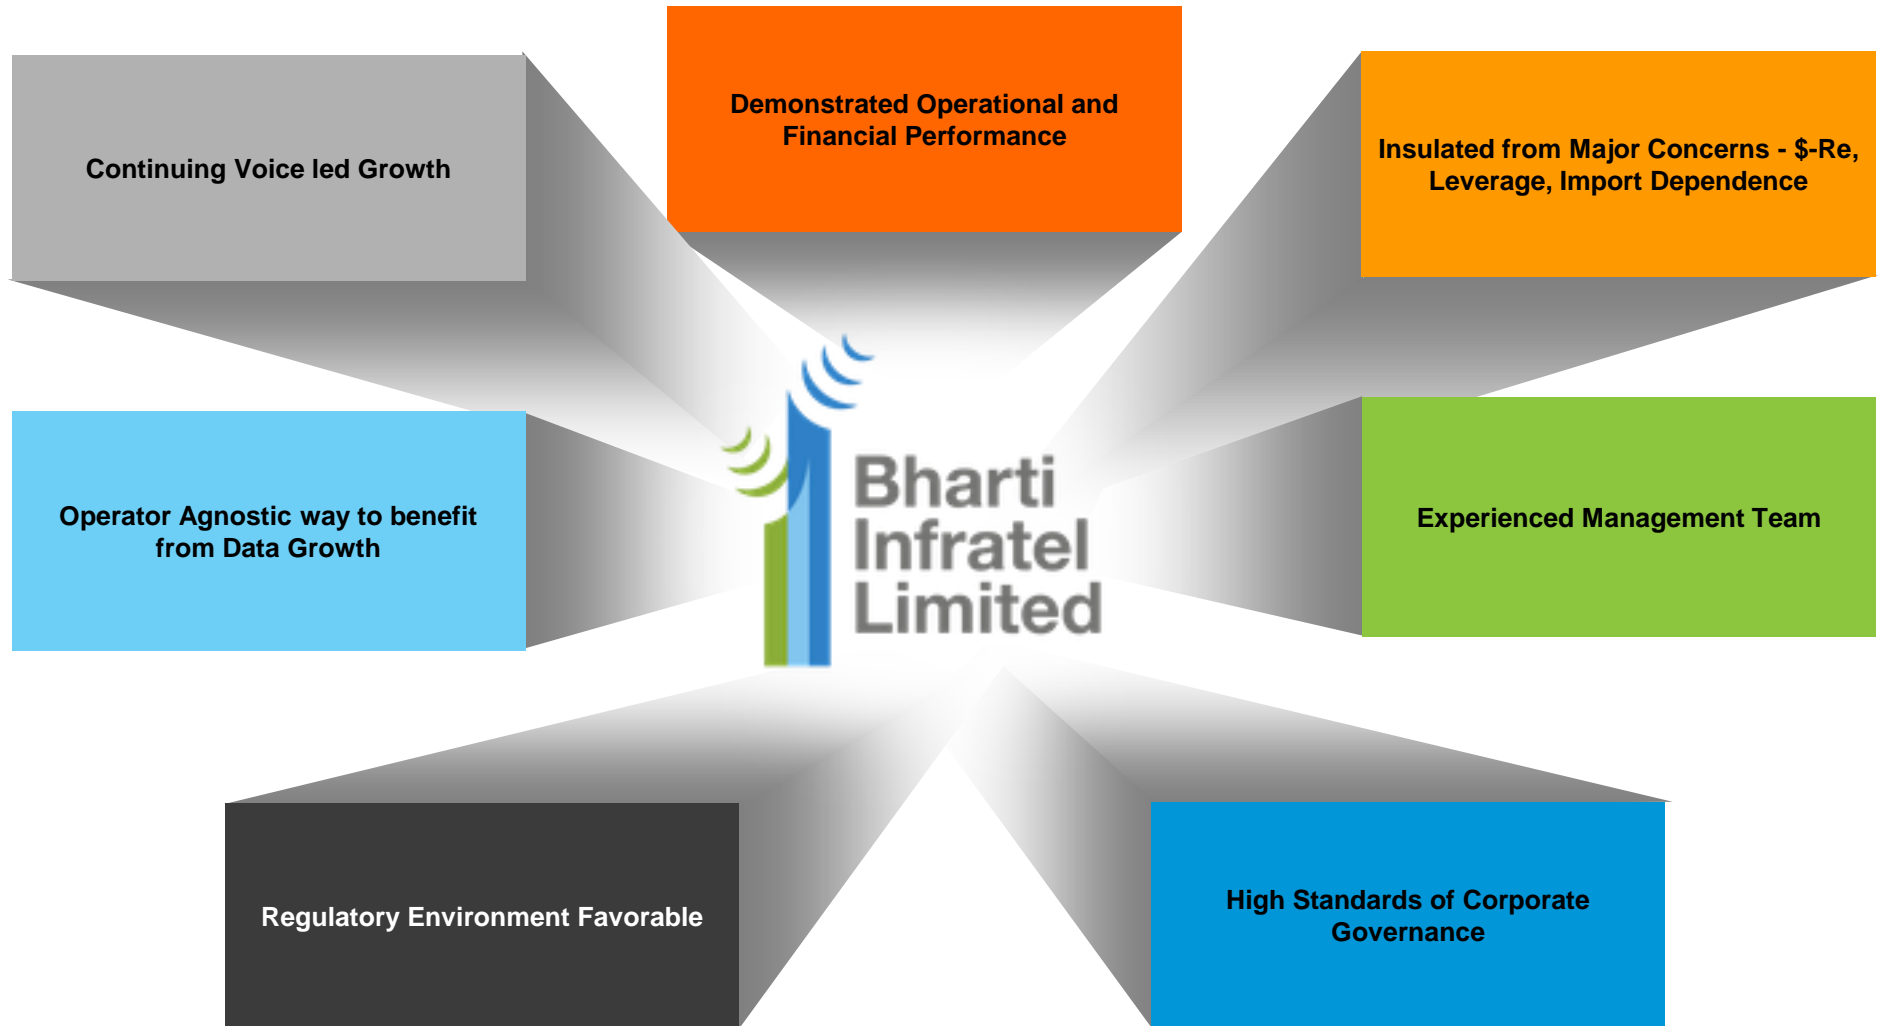 Demonstrated Operational and
Financial Performance
Continuing Voice led Growth
Insulated from Major Concerns - $-Re,
Leverage, Import Dependence
Bharti
Infratel
Limited
Operator Agnostic way to benefit
from Data Growth
Experienced Management Team
Regulatory Environment Favorable
High Standards of Corporate
Governance